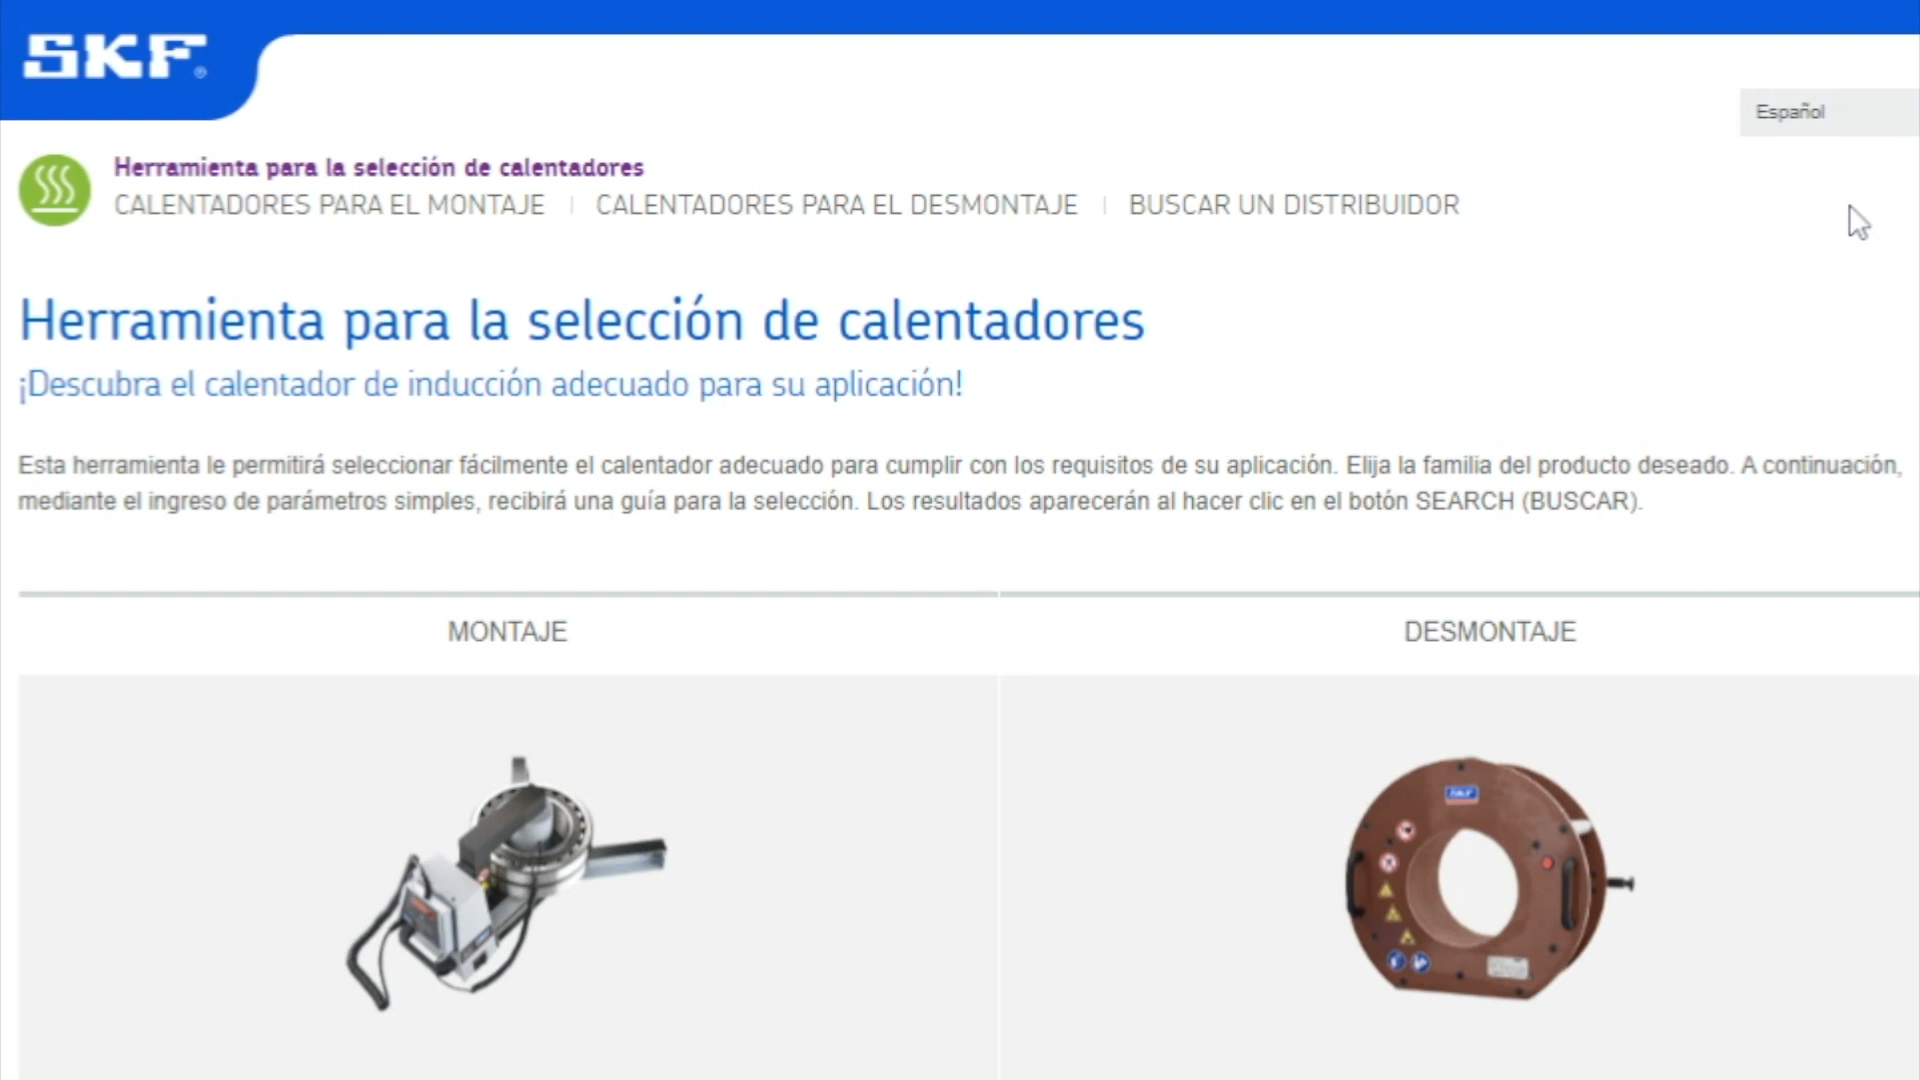 SKF®
Español
Herramienta para la selección de calentadores
CALENTADORES PARA EL MONTAJE | CALENTADORES PARA EL DESMONTAJE | BUSCAR UN DISTRIBUIDOR
Herramienta para la selección de calentadores
¡Descubra el calentador de inducción adecuado para su aplicación!
Esta herramienta le permitirá seleccionar fácilmente el calentador adecuado para cumplir con los requisitos de su aplicación. Elija la familia del producto deseado. A continuación,
mediante el ingreso de parámetros simples, recibirá una guía para la selección. Los resultados aparecerán al hacer clic en el botón SEARCH (BUSCAR).
MONTAJE
DESMONTAJE
SKF